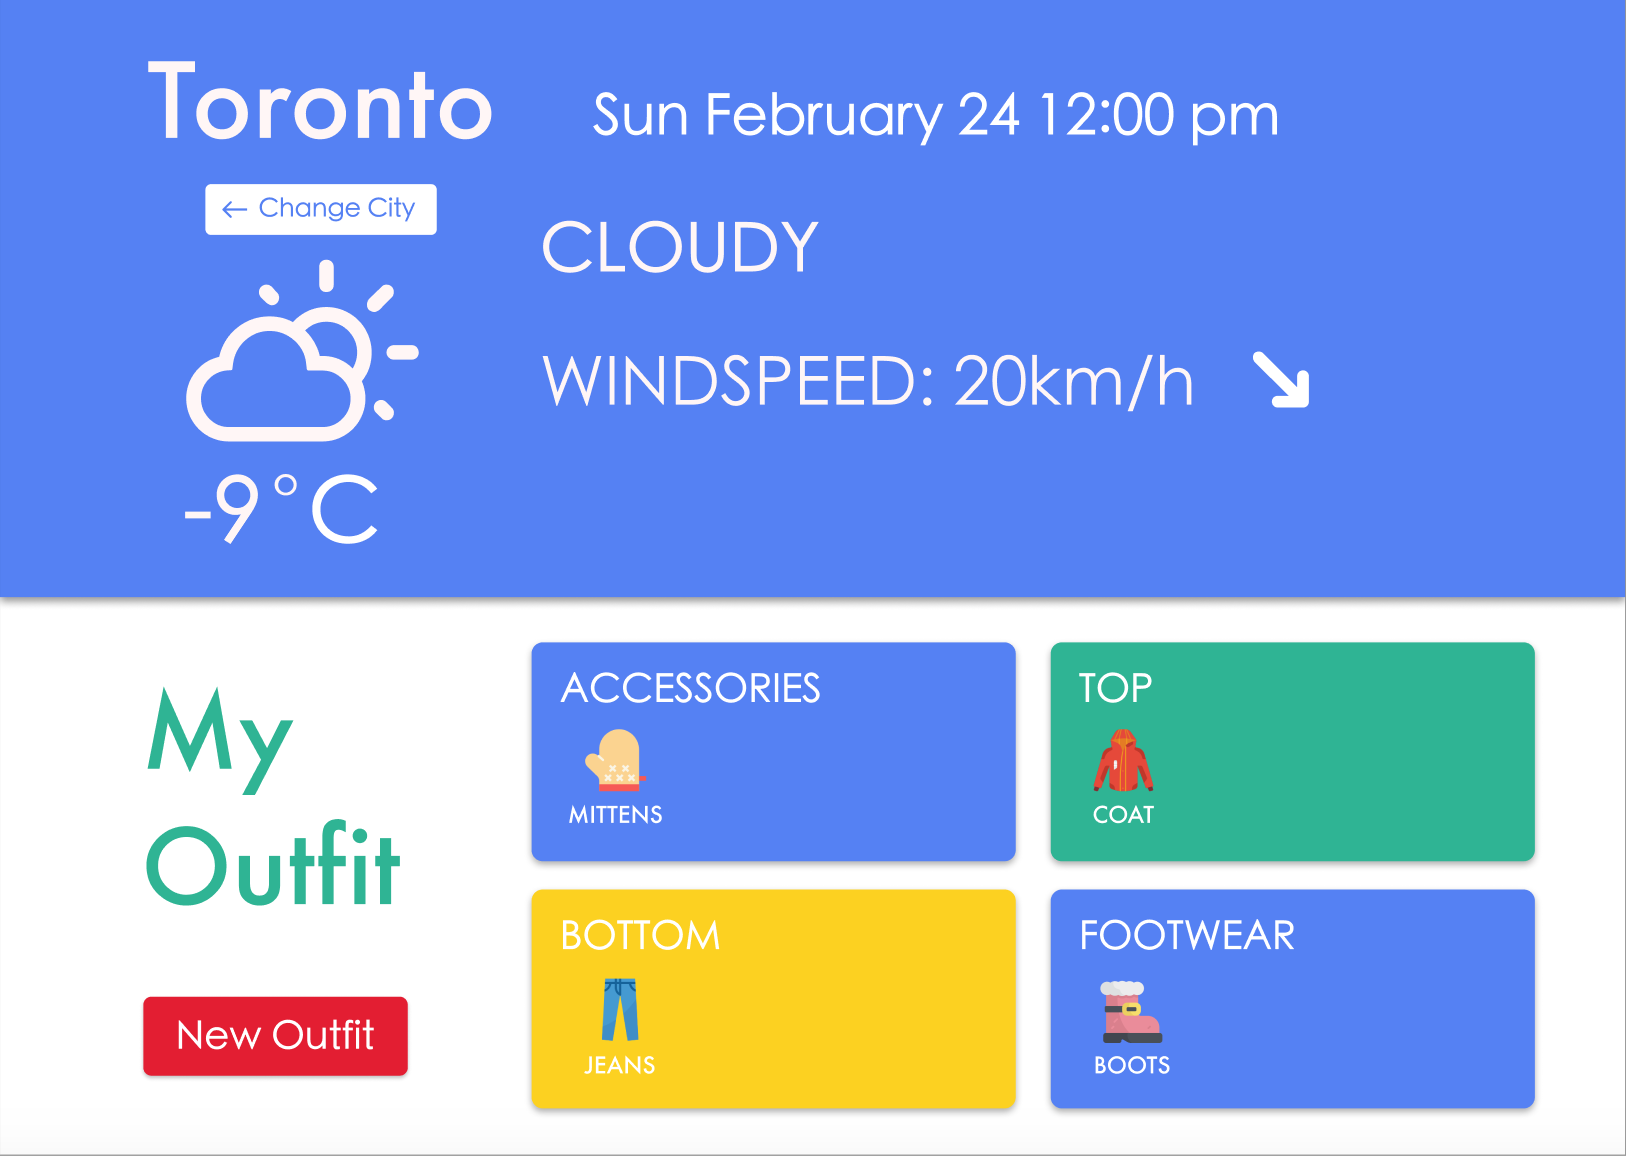 Toronto
Sun February 24 12:00 pm
← Change City
CLOUDY
WINDSPEED: 20km/h
-9°C
My
Outfit
New Outfit
ACCESSORIES
MITTENS
TOP
COAT
BOTTOM
JEANS
FOOTWEAR
BOOTS